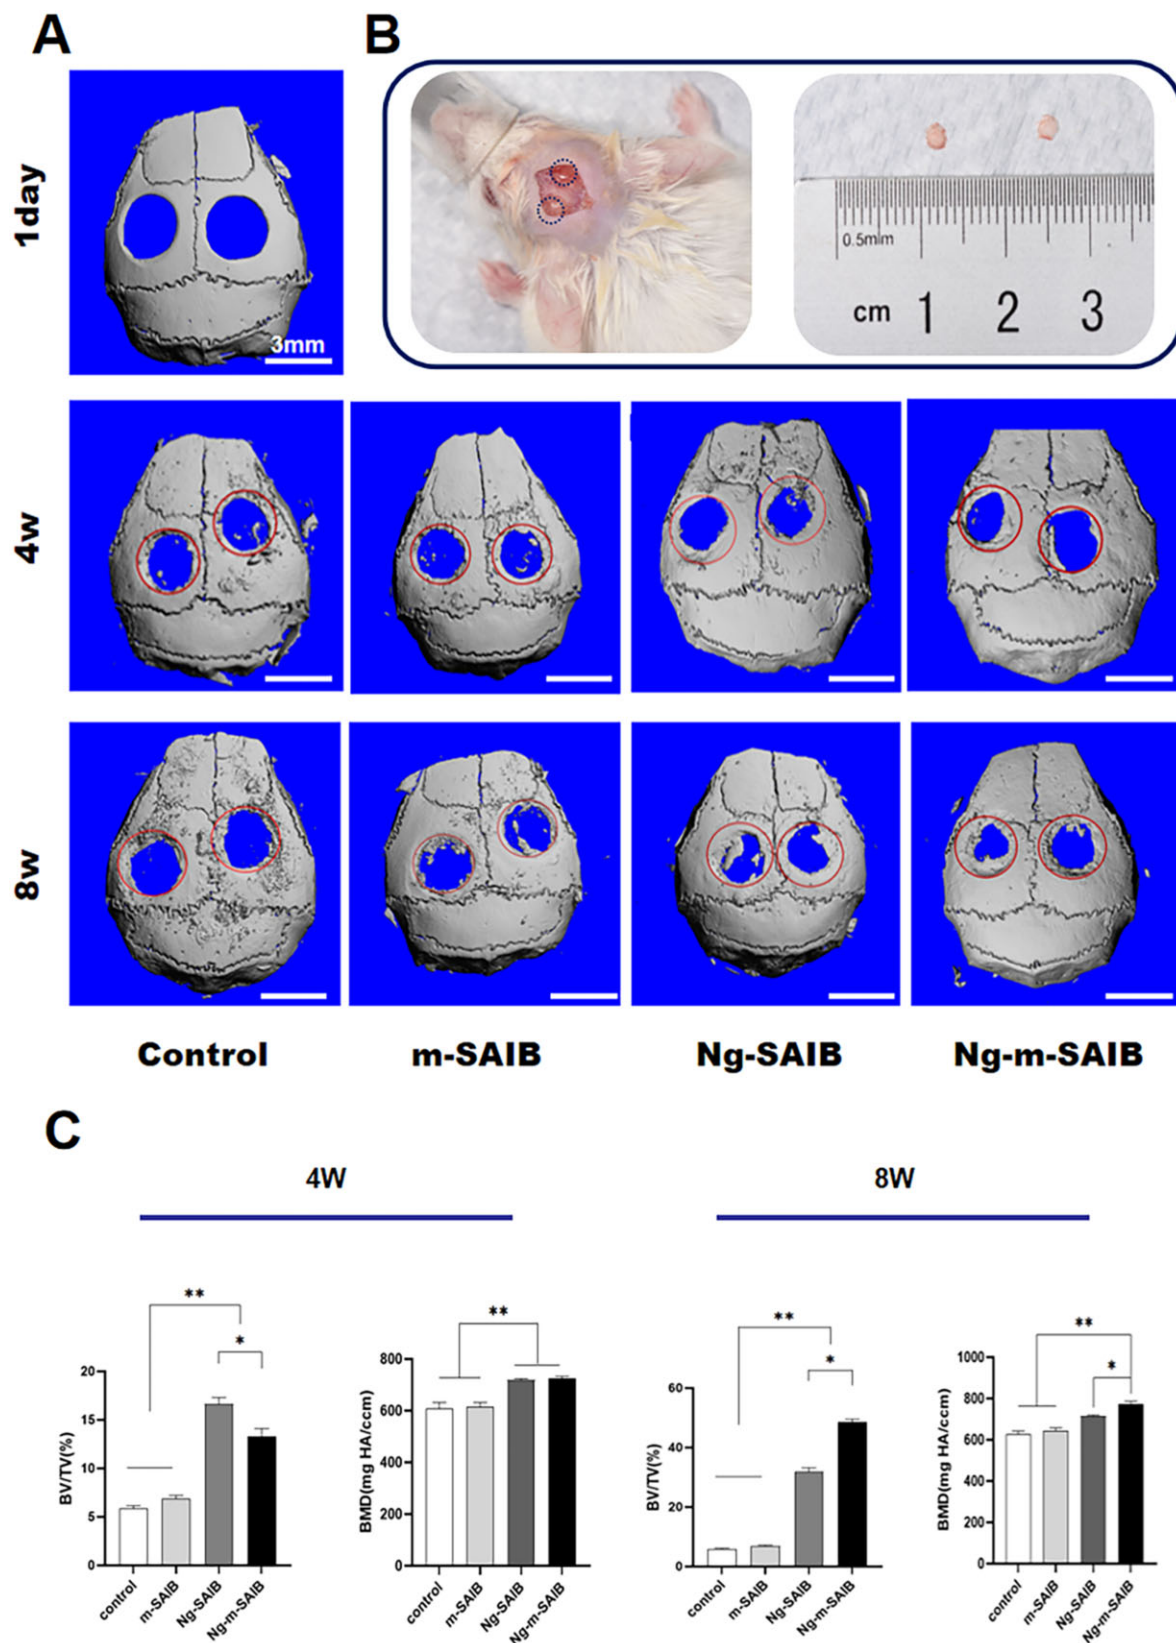 A
B
1day
3mm
0.5mm
cm 1 2 3
4w
8w
Control m-SAIB Ng-SAIB Ng-m-SAIB
C
4W 8W
**
*
BV/TV(%)
20
15
10
5
0
control m-SAIB Ng-SAIB Ng-m-SAIB
**
BMD(mg HA/ccm)
800
600
400
200
0
control m-SAIB Ng-SAIB Ng-m-SAIB
**
*
BV/TV(%)
60
40
20
0
control m-SAIB Ng-SAIB Ng-m-SAIB
**
*
BMD(mg HA/ccm)
1000
800
600
400
200
0
control m-SAIB Ng-SAIB Ng-m-SAIB